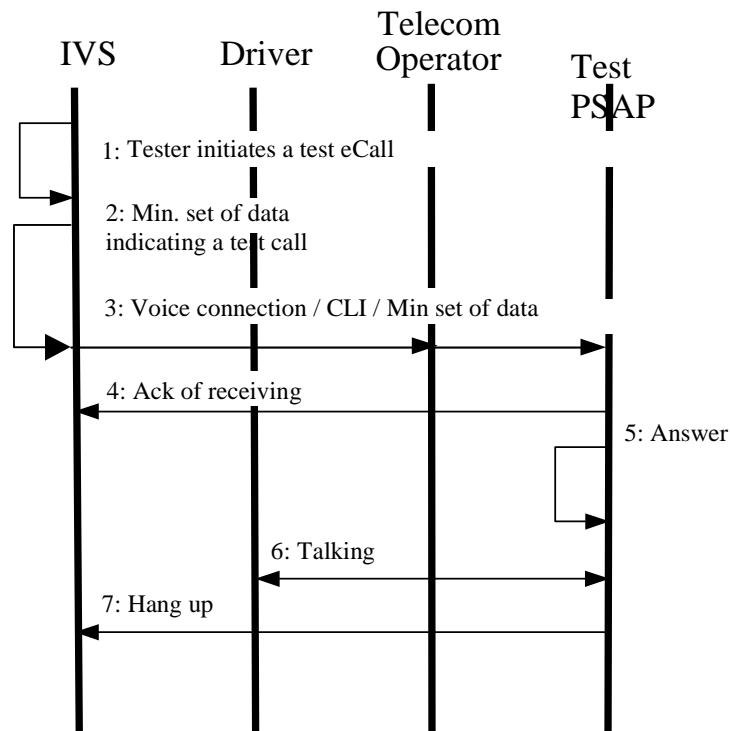 IVS
Driver
Telecom
Operator
Test
PSAP
1: Tester initiates a test eCall
2: Min. set of data
indicating a test call
3: Voice connection / CLI / Min set of data
4: Ack of receiving
5: Answer
6: Talking
7: Hang up